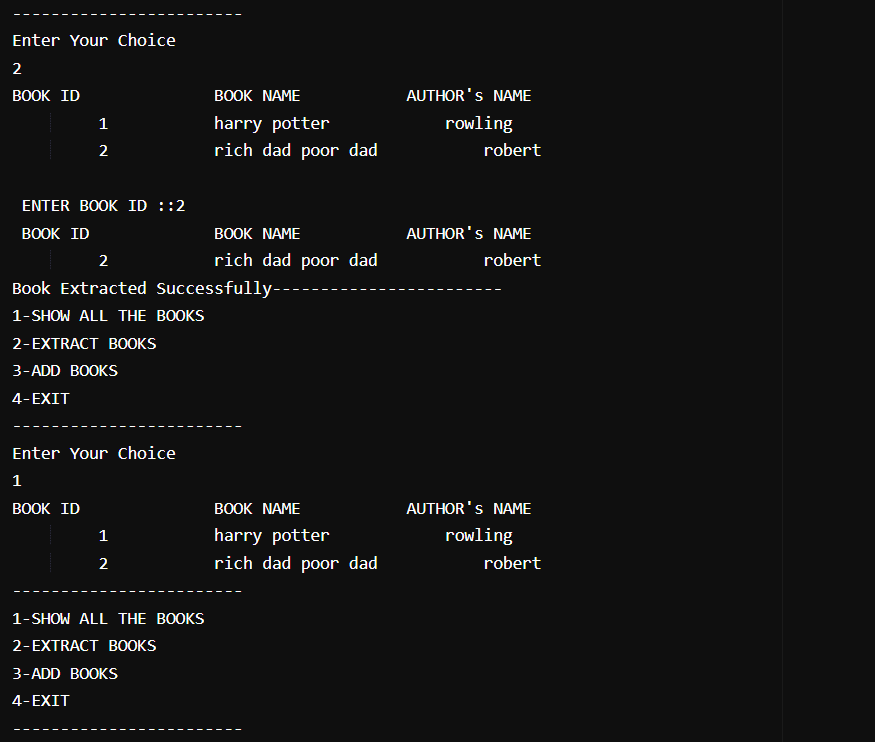 ------------------------
Enter Your Choice
2
BOOK ID              BOOK NAME           AUTHOR's NAME
         1           harry potter            rowling
         2           rich dad poor dad           robert

 ENTER BOOK ID ::2
 BOOK ID             BOOK NAME           AUTHOR's NAME
         2           rich dad poor dad           robert
Book Extracted Successfully------------------------
1-SHOW ALL THE BOOKS
2-EXTRACT BOOKS
3-ADD BOOKS
4-EXIT
------------------------
Enter Your Choice
1
BOOK ID              BOOK NAME           AUTHOR's NAME
         1           harry potter            rowling
         2           rich dad poor dad           robert
------------------------
1-SHOW ALL THE BOOKS
2-EXTRACT BOOKS
3-ADD BOOKS
4-EXIT
------------------------